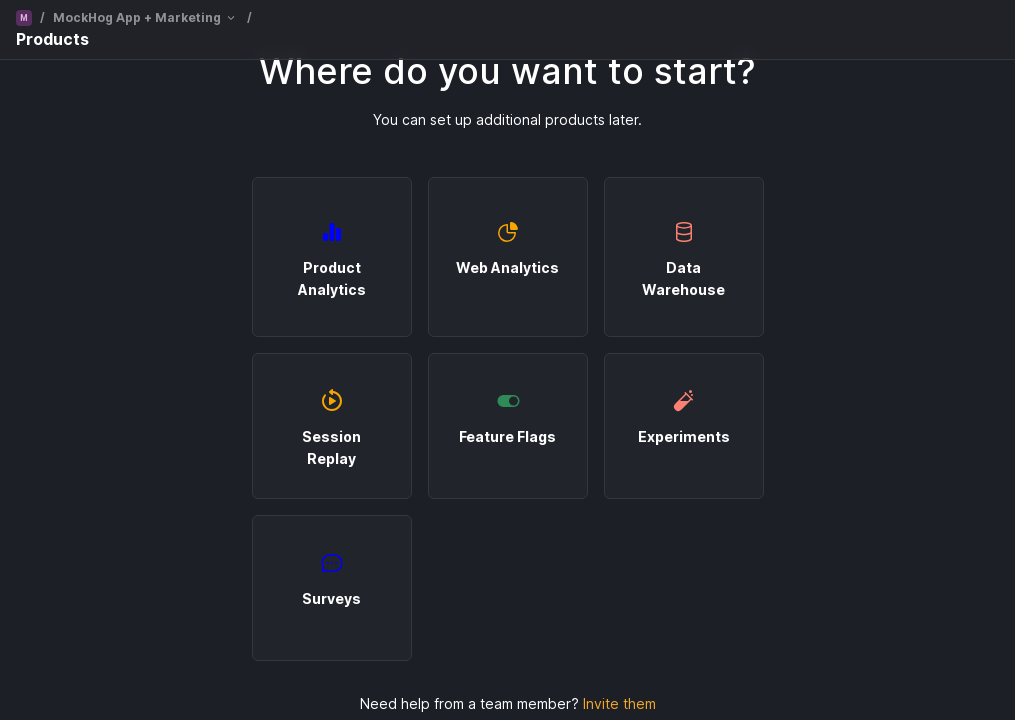 M / MockHog App + Marketing /
Products
Where do you want to start?
You can set up additional products later.
Product
Analytics
Web Analytics
Data
Warehouse
Session
Replay
Feature Flags
Experiments
Surveys
Need help from a team member? Invite them